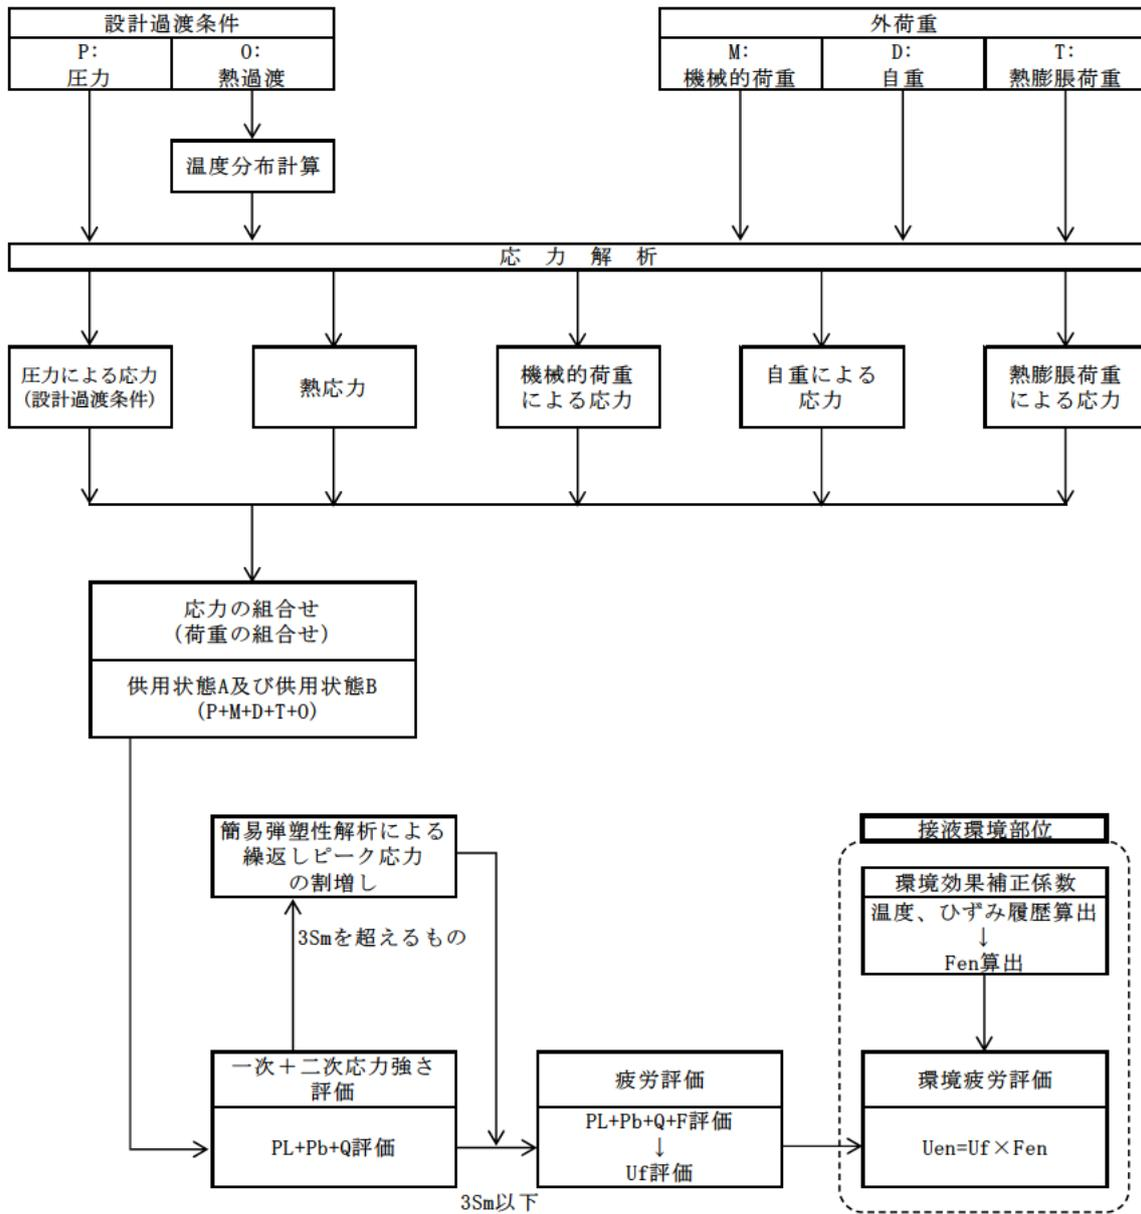 設計過渡条件
P:
圧力
O:
熱過渡
外荷重
M:
機械的荷重
D:
自重
T:
熱膨脹荷重
温度分布計算
応 力 解 析
圧力による応力
(設計過渡条件)
熱応力
機械的荷重
による応力
自重による
応力
熱膨脹荷重
による応力
応力の組合せ
(荷重の組合せ)
供用状態A及び供用状態B
(P+M+D+T+O)
簡易弾塑性解析による
繰返しピーク応力
の割増し
3Smを超えるもの
一次+二次応力強さ
評価
PL+Pb+Q評価
3Sm以下
疲労評価
PL+Pb+Q+F評価
↓
Uf評価
接液環境部位
環境効果補正係数
温度、ひずみ履歴算出
↓
Fen算出
環境疲労評価
Uen=Uf×Fen